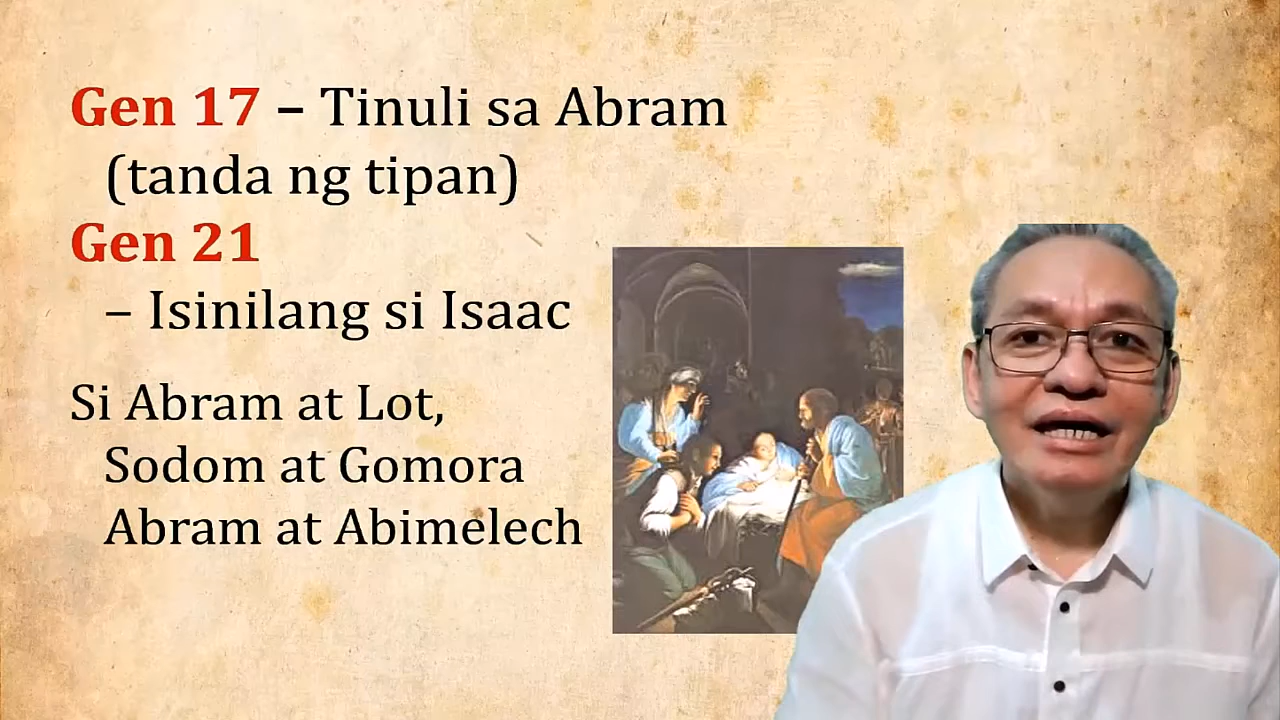 Gen 17 – Tinuli sa Abram
(tanda ng tipan)
Gen 21
– Isinilang si Isaac
Si Abram at Lot,
Sodom at Gomora
Abram at Abimelech